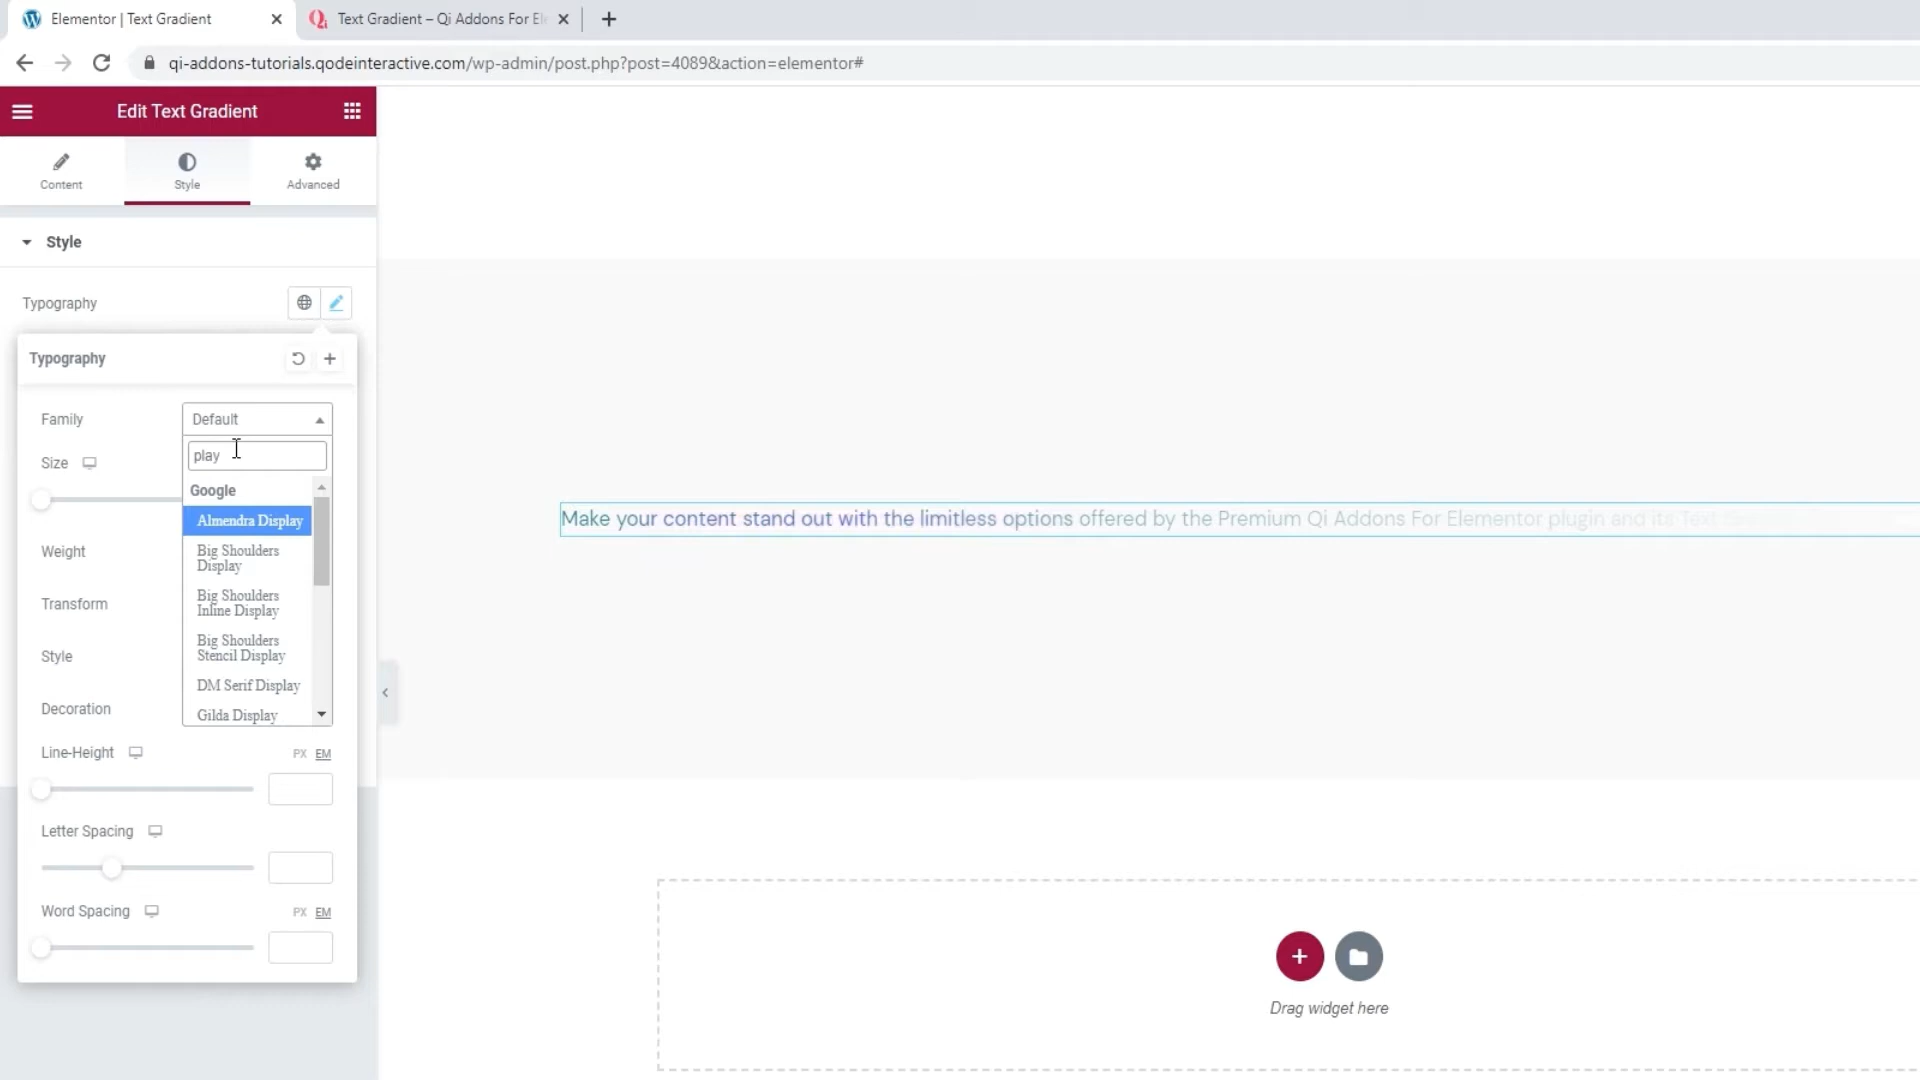 Elementor | Text Gradient
Text Gradient – Qi Addons For Ele
qi-addons-tutorials.qodeinteractive.com/wp-admin/post.php?post=4089&action=elementor#
Edit Text Gradient
Content
Style
Advanced
Style
Typography
Typography
Family
Default
play
Size
Google
Almendra Display
Big Shoulders
Display
Weight
Big Shoulders
Inline Display
Transform
Big Shoulders
Stencil Display
Style
DM Serif Display
Decoration
Gilda Display
Line-Height
PX EM
Letter Spacing
Word Spacing
PX EM
Make your content stand out with the limitless options offered by the Premium Qi Addons For Elementor plugin and its Text
Drag widget here